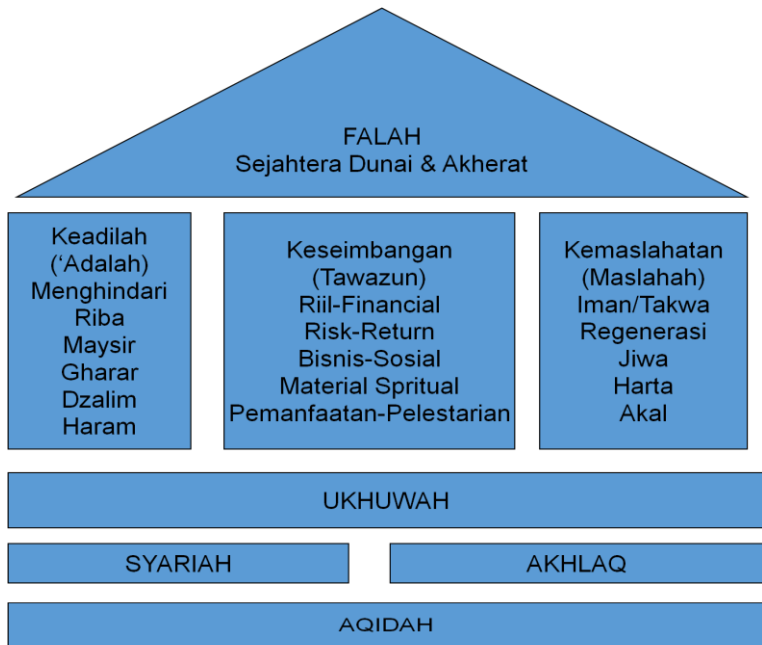 FALAH
Sejahtera Dunai & Akherat
Keadilah
(‘Adalah)
Menghindari
Riba
Maysir
Gharar
Dzalim
Haram
Keseimbangan
(Tawazun)
Riil-Financial
Risk-Return
Bisnis-Sosial
Material Spritual
Pemanfaatan-Pelestarian
Kemaslahatan
(Maslahah)
Iman/Takwa
Regenerasi
Jiwa
Harta
Akal
UKHUWAH
SYARIAH
AKHLAQ
AQIDAH